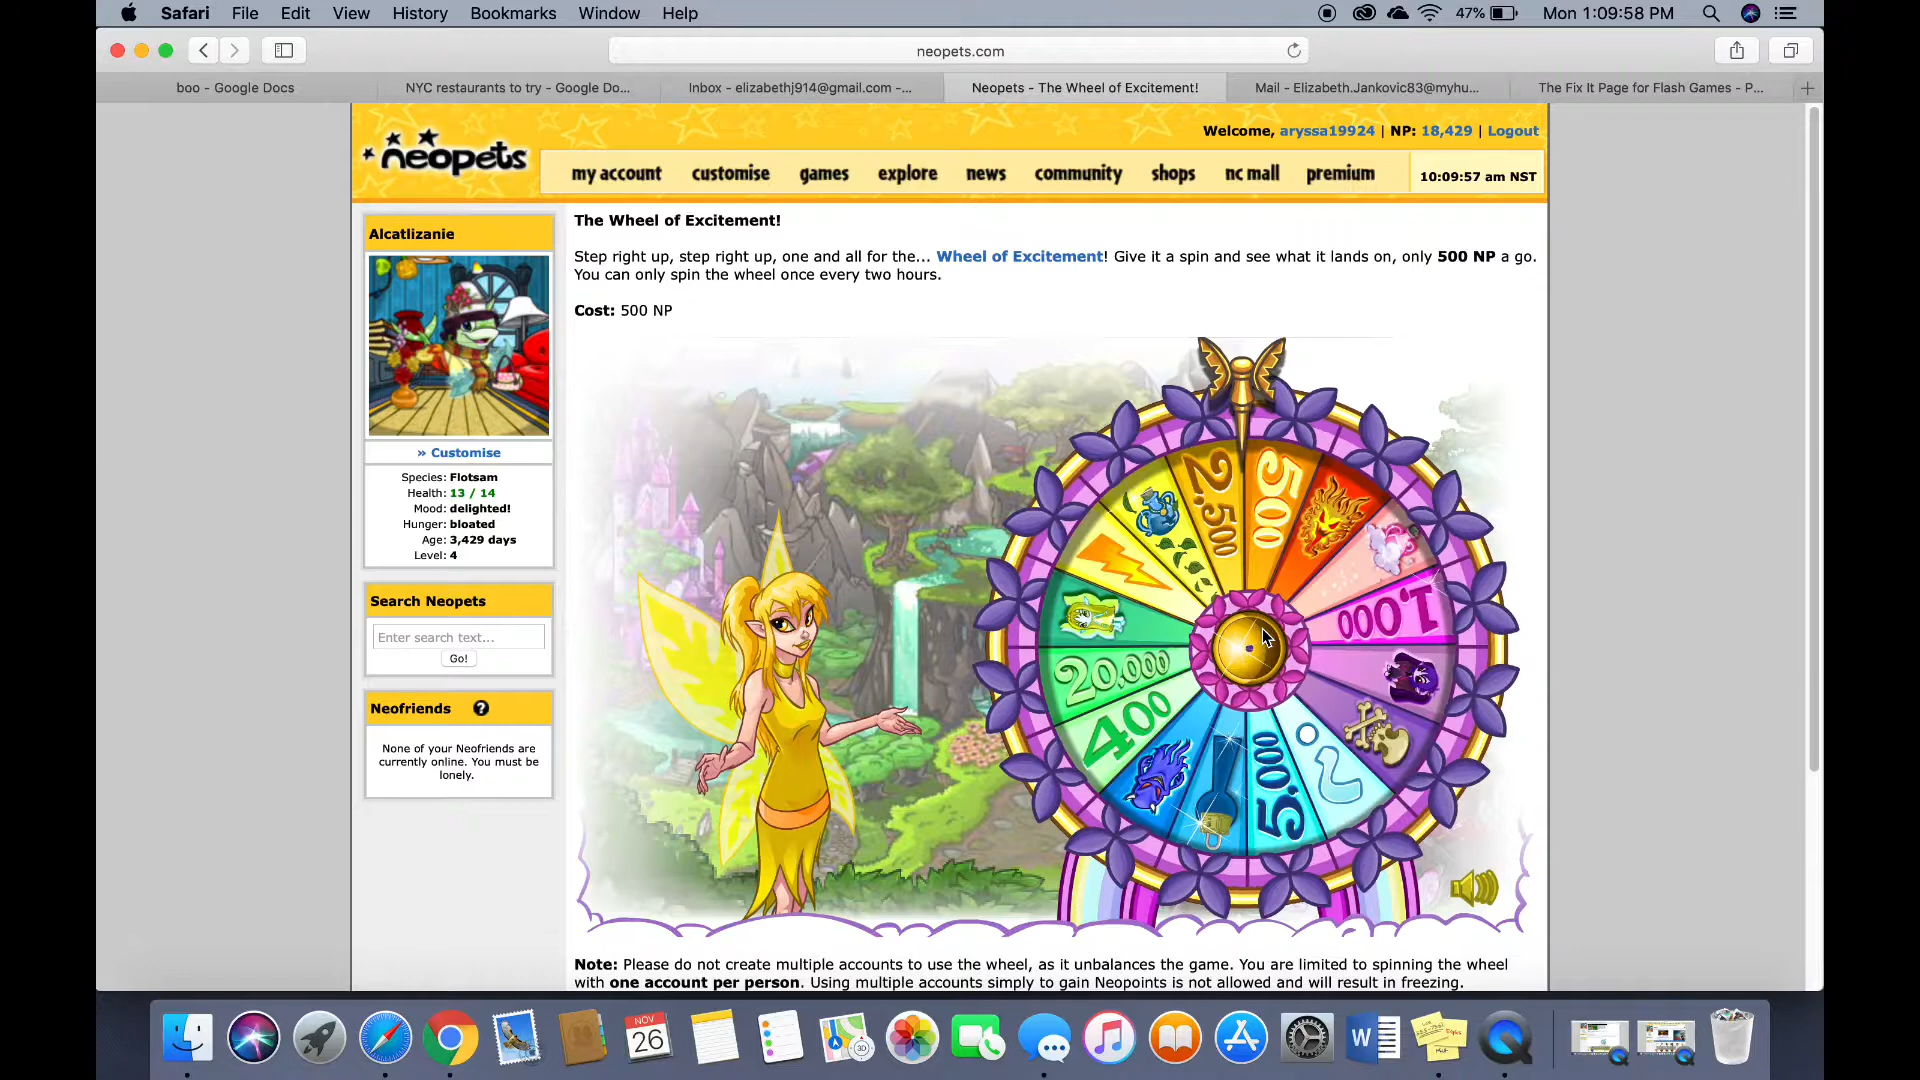 Safari File Edit View History Bookmarks Window Help 47% Mon 1:09:58 PM
neopets.com
boo - Google Docs
NYC restaurants to try - Google Do...
Inbox - elizabethj914@gmail.com -...
Neopets - The Wheel of Excitement!
Mail - Elizabeth.Jankovic83@myhu...
The Fix It Page for Flash Games - P...
Welcome, aryssa19924 | NP: 18,429 | Logout
neopets
my account customise games explore news community shops nc mall premium 10:09:57 am NST
Alcatlizanie
» Customise
Species: Flotsam
Health: 13 / 14
Mood: delighted!
Hunger: bloated
Age: 3,429 days
Level: 4
Search Neopets
Enter search text...
Go!
Neofriends ?
None of your Neofriends are
currently online. You must be
lonely.
The Wheel of Excitement!
Step right up, step right up, one and all for the... Wheel of Excitement! Give it a spin and see what it lands on, only 500 NP a go.
You can only spin the wheel once every two hours.
Cost: 500 NP
2,500
500
1,000
?
5,000
400
20,000
Note: Please do not create multiple accounts to use the wheel, as it unbalances the game. You are limited to spinning the wheel
with one account per person. Using multiple accounts simply to gain Neopoints is not allowed and will result in freezing.
NOV
26
3D
W